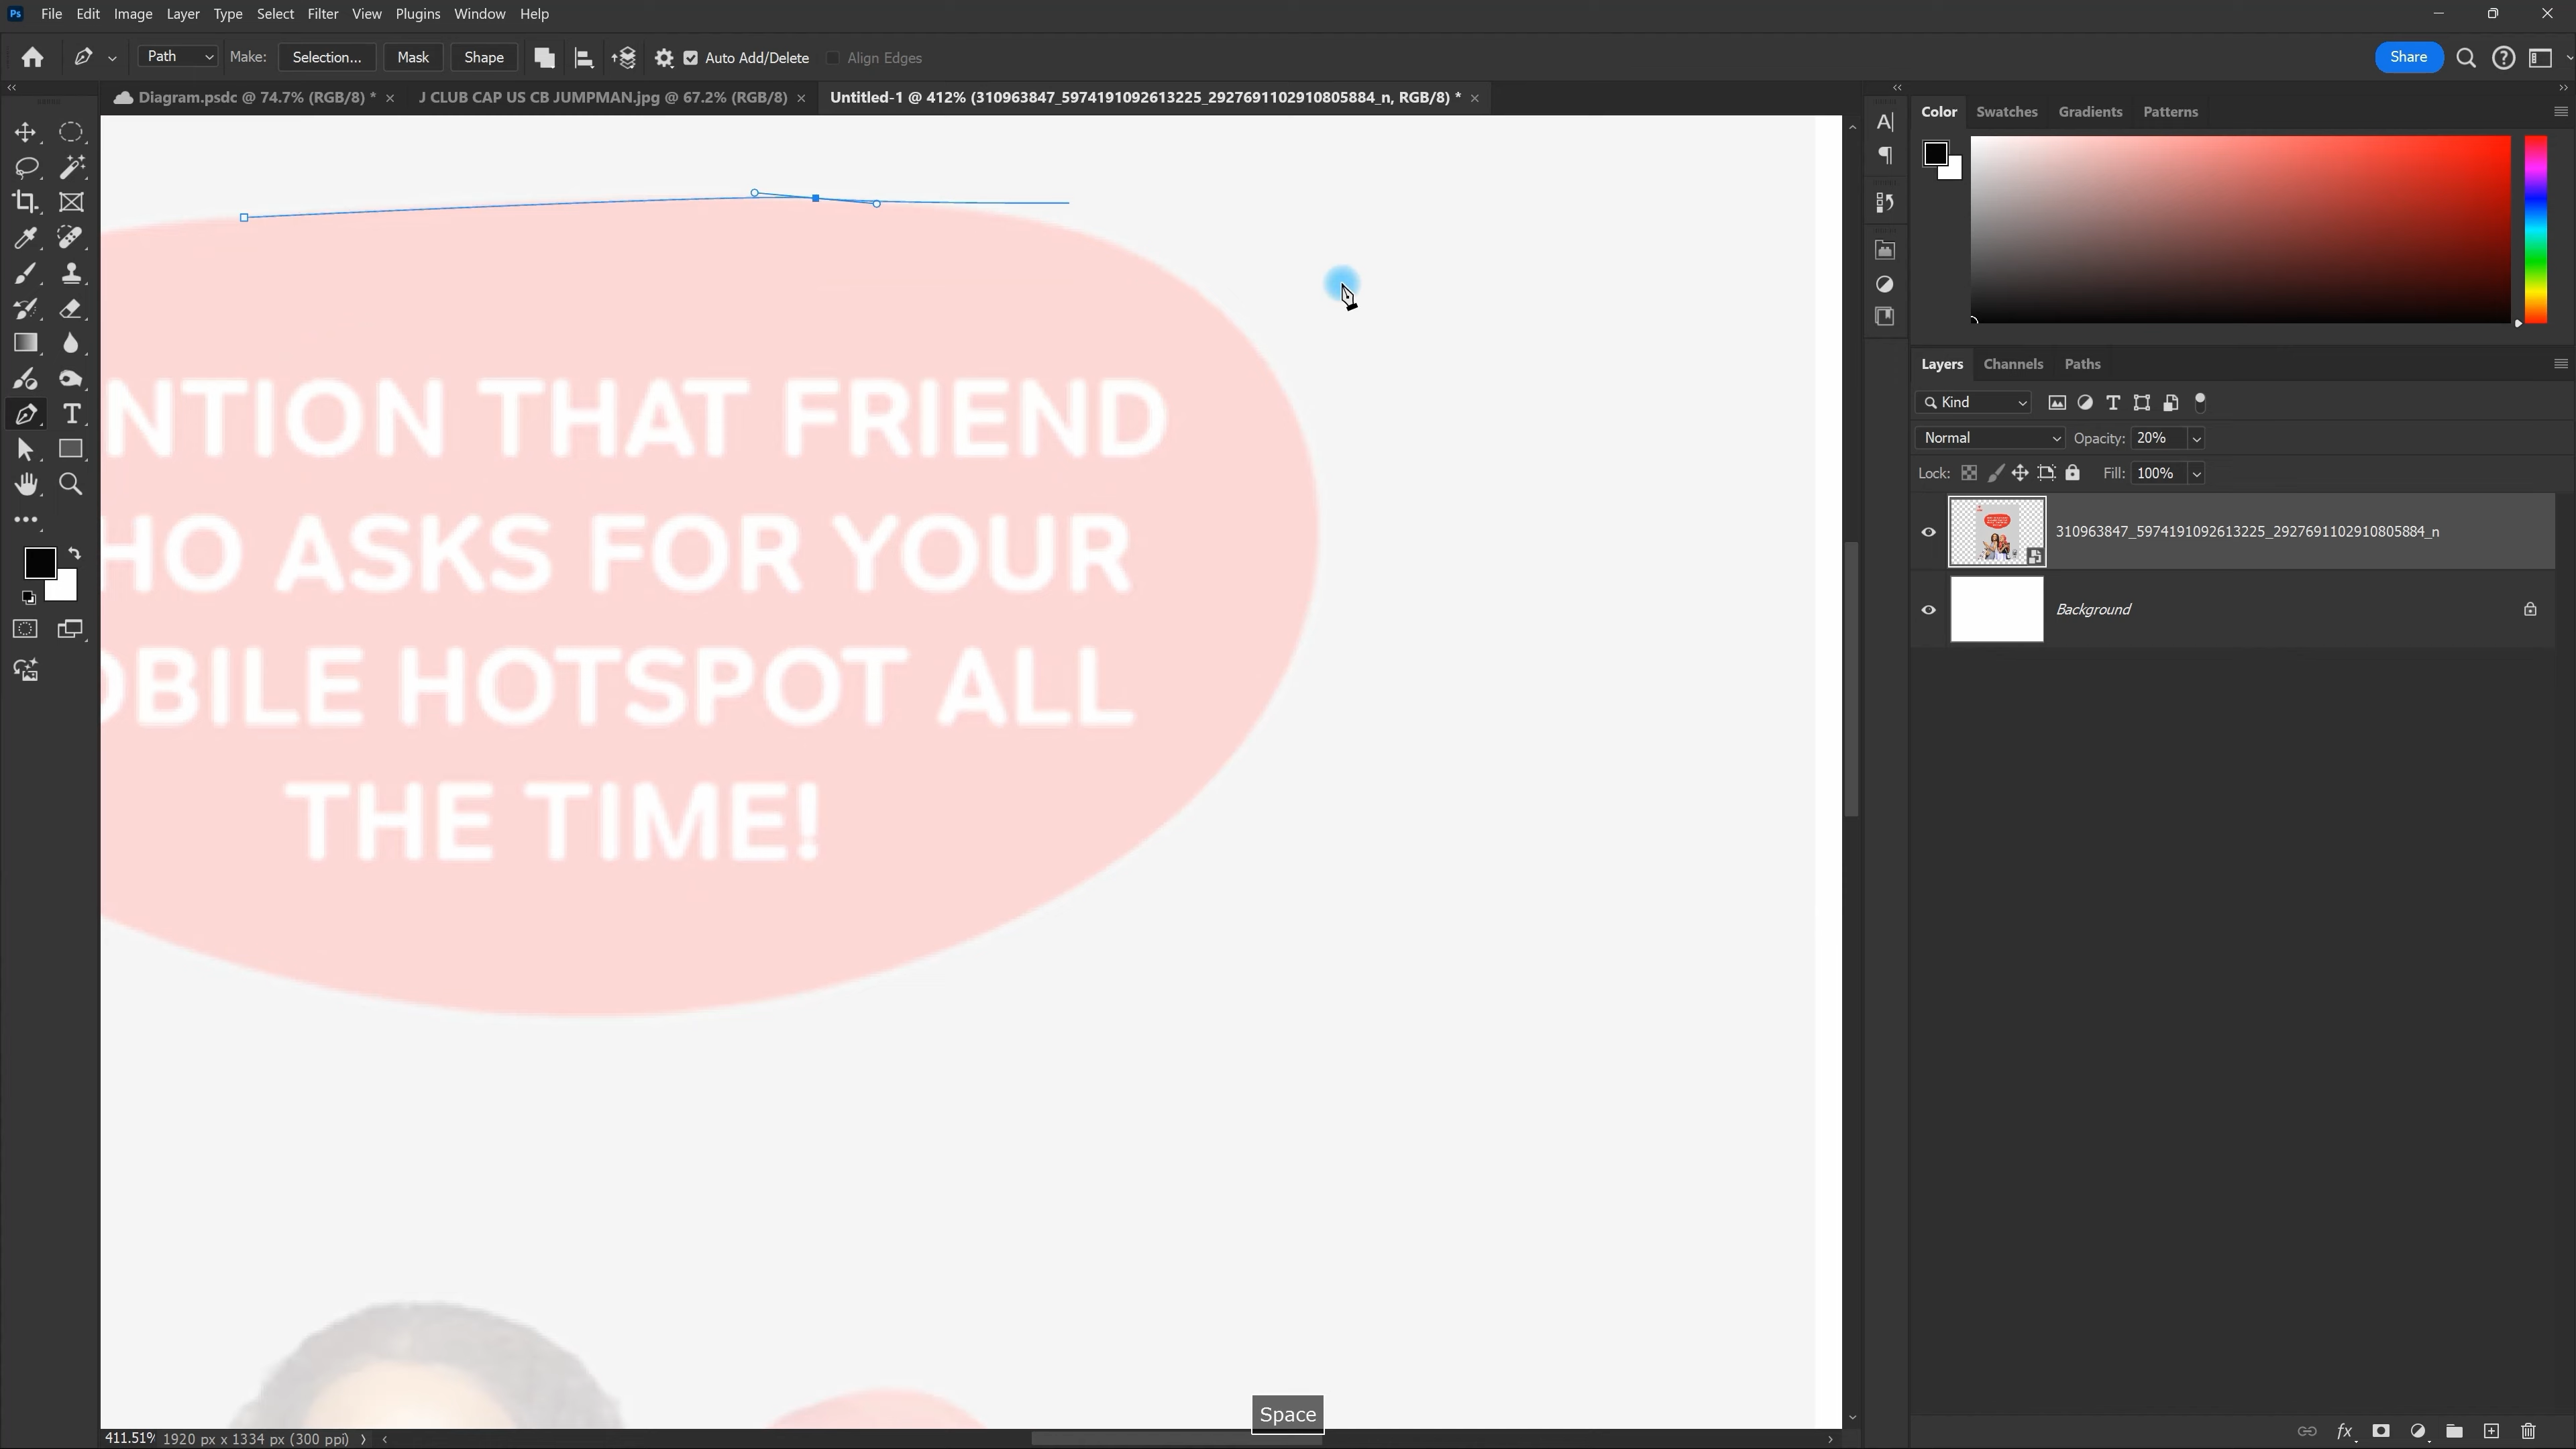 Ps File Edit Image Layer Type Select Filter View Plugins Window Help
Path Make: Selection... Mask Shape Auto Add/Delete Align Edges Share
Diagram.psdc @ 74.7% (RGB/8) * J CLUB CAP US CB JUMPMAN.jpg @ 67.2% (RGB/8) Untitled-1 @ 412% (310963847_5974191092613225_2927691102910805884_n, RGB/8) *
Color Swatches Gradients Patterns
NTION THAT FRIEND
HO ASKS FOR YOUR
OBILE HOTSPOT ALL
THE TIME!
Layers Channels Paths
Kind
Normal Opacity: 20%
Lock: Fill: 100%
310963847_5974191092613225_2927691102910805884_n
Background
Space
411.51% 1920 px x 1334 px (300 ppi)